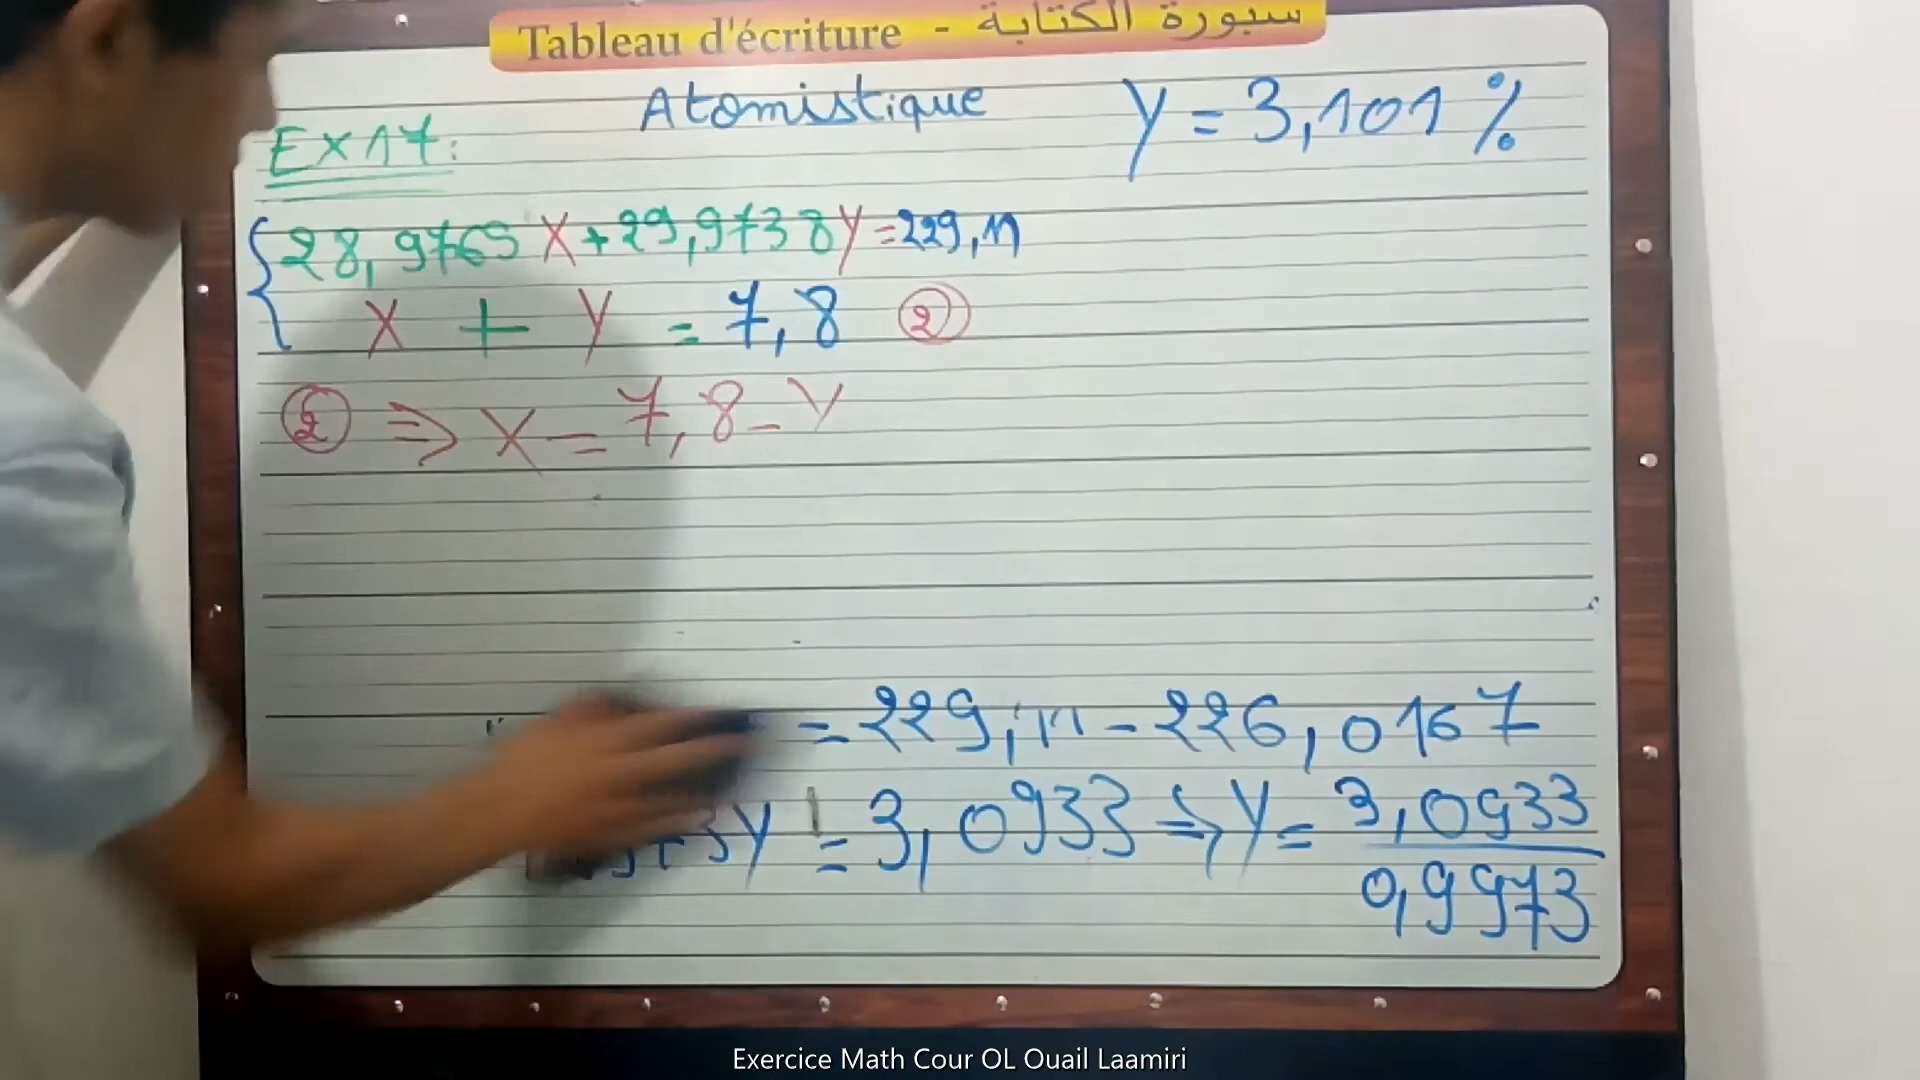 Tableau d'écriture - سبورة الكتابة
Atomistique
y = 3,101 %
EX17:
28,9765 x + 29,9738 y = 229,11
x + y = 7,8 ②
② ⇒ x = 7,8 - y
= 229,11 - 226,0167
3y = 3,0933 ⇒ y = 3,0933 / 0,9973
Exercice Math Cour OL Ouail Laamiri